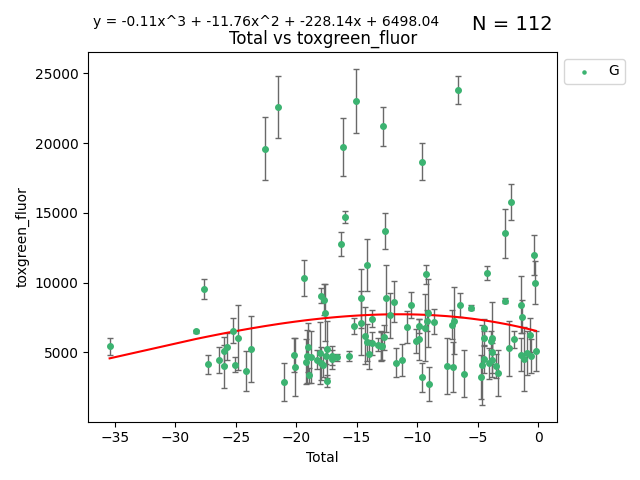 y = -0.11x^3 + -11.76x^2 + -228.14x + 6498.04
N = 112
Total vs toxgreen_fluor
G
toxgreen_fluor
25000
20000
15000
10000
5000
−35 −30 −25 −20 −15 −10 −5 0
Total